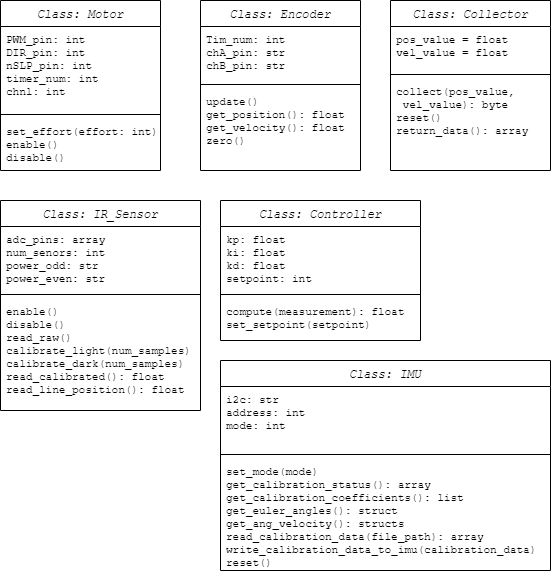 Class: Motor
PWM_pin: int
DIR_pin: int
nSLP_pin: int
timer_num: int
chnl: int
set_effort(effort: int)
enable()
disable()
Class: Encoder
Tim_num: int
chA_pin: str
chB_pin: str
update()
get_position(): float
get_velocity(): float
zero()
Class: Collector
pos_value = float
vel_value = float
collect(pos_value,
vel_value): byte
reset()
return_data(): array
Class: IR_Sensor
adc_pins: array
num_senors: int
power_odd: str
power_even: str
enable()
disable()
read_raw()
calibrate_light(num_samples)
calibrate_dark(num_samples)
read_calibrated(): float
read_line_position(): float
Class: Controller
kp: float
ki: float
kd: float
setpoint: int
compute(measurement): float
set_setpoint(setpoint)
Class: IMU
i2c: str
address: int
mode: int
set_mode(mode)
get_calibration_status(): array
get_calibration_coefficients(): list
get_euler_angles(): struct
get_ang_velocity(): structs
read_calibration_data(file_path): array
write_calibration_data_to_imu(calibration_data)
reset()